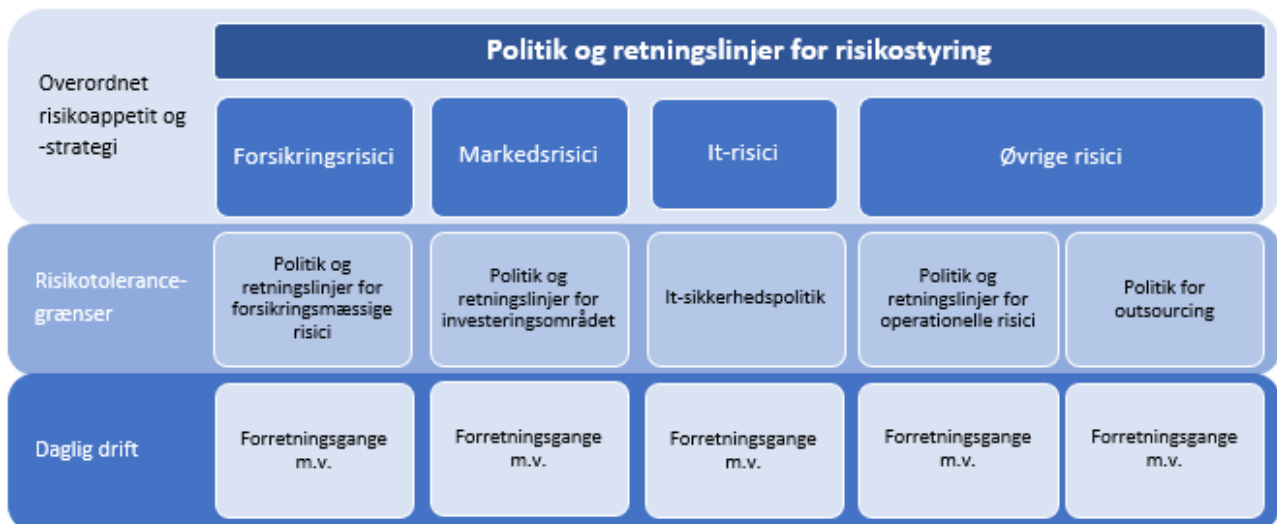 Politik og retningslinjer for risikostyring
Overordnet
risikoappetit og
-strategi
Forsikringsrisici
Markedsrisici
It-risici
Øvrige risici
Risikotolerance-
grænser
Politik og
retningslinjer for
forsikringsmæssige
risici
Politik og
retningslinjer for
investeringsområdet
It-sikkerhedspolitik
Politik og
retningslinjer for
operationelle risici
Politik for
outsourcing
Daglig drift
Forretningsgange
m.v.
Forretningsgange
m.v.
Forretningsgange
m.v.
Forretningsgange
m.v.
Forretningsgange
m.v.